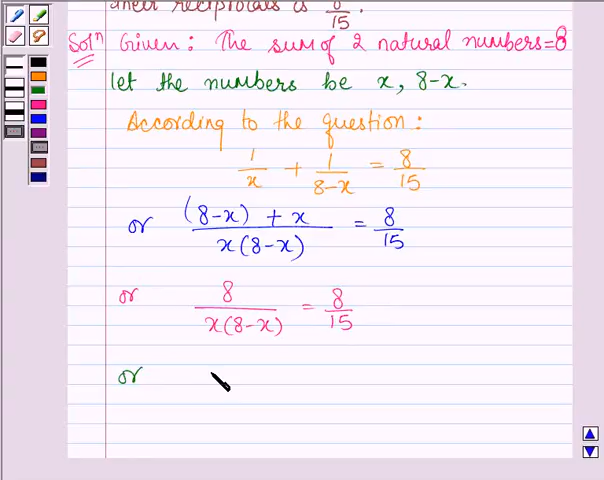 their reciprocals is 8/15.
Solⁿ Given: The sum of 2 natural numbers=8
let the numbers be x, 8-x.
According to the question:
1/x + 1/(8-x) = 8/15
or ((8-x) + x)/(x(8-x)) = 8/15
or 8/(x(8-x)) = 8/15
or